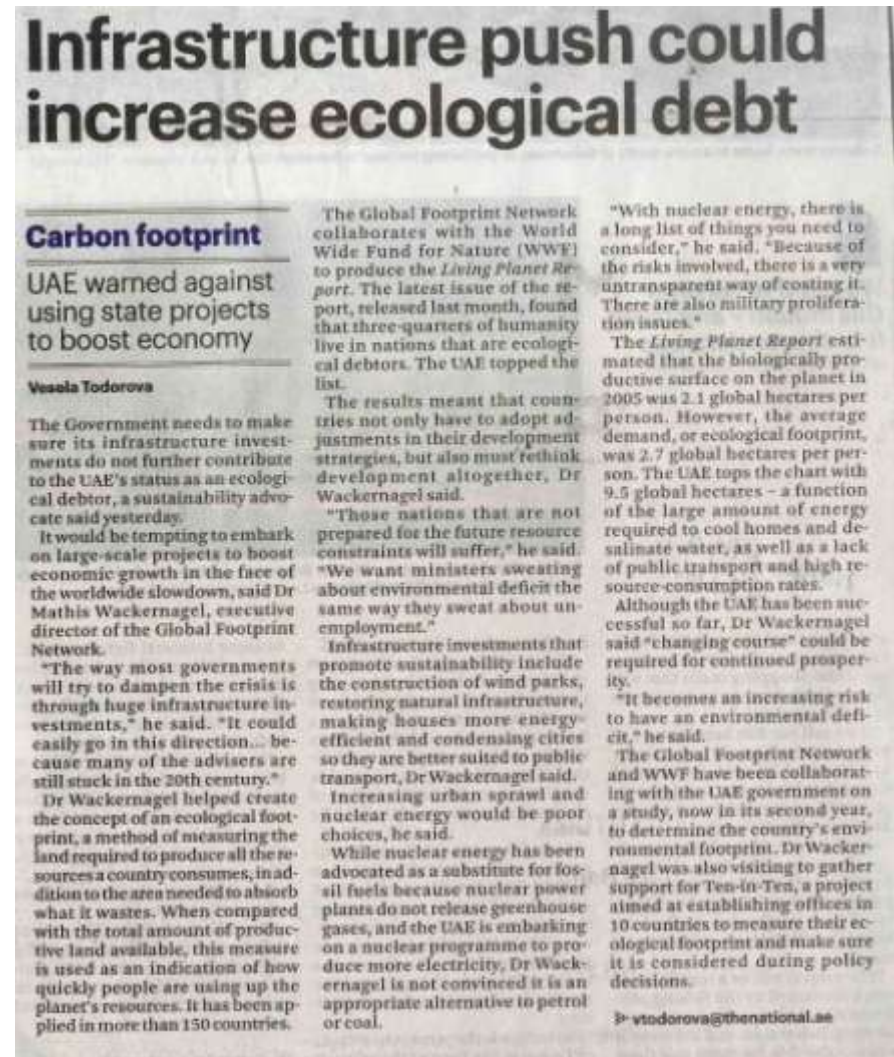 Infrastructure push could
increase ecological debt
Carbon footprint
UAE warned against
using state projects
to boost economy
Vesela Todorova
The Government needs to make
sure its infrastructure invest-
ments do not further contribute
to the UAE's status as an ecologi-
cal debtor, a sustainability advo-
cate said yesterday.
It would be tempting to embark
on large-scale projects to boost
economic growth in the face of
the worldwide slowdown, said Dr
Mathis Wackernagel, executive
director of the Global Footprint
Network.
"The way most governments
will try to dampen the crisis is
through huge infrastructure in-
vestments," he said. "It could
easily go in this direction... be-
cause many of the advisers are
still stuck in the 20th century."
Dr Wackernagel helped create
the concept of an ecological foot-
print, a method of measuring the
land required to produce all the re-
sources a country consumes, in ad-
dition to the area needed to absorb
what it wastes. When compared
with the total amount of produc-
tive land available, this measure
is used as an indication of how
quickly people are using up the
planet's resources. It has been ap-
plied in more than 150 countries.
The Global Footprint Network
collaborates with the World
Wide Fund for Nature (WWF)
to produce the Living Planet Re-
port. The latest issue of the re-
port, released last month, found
that three-quarters of humanity
live in nations that are ecologi-
cal debtors. The UAE topped the
list.
The results meant that coun-
tries not only have to adopt ad-
justments in their development
strategies, but also must rethink
development altogether, Dr
Wackernagel said.
"Those nations that are not
prepared for the future resource
constraints will suffer," he said.
"We want ministers sweating
about environmental deficit the
same way they sweat about un-
employment."
Infrastructure investments that
promote sustainability include
the construction of wind parks,
restoring natural infrastructure,
making houses more energy-
efficient and condensing cities
so they are better suited to public
transport, Dr Wackernagel said.
Increasing urban sprawl and
nuclear energy would be poor
choices, he said.
While nuclear energy has been
advocated as a substitute for fos-
sil fuels because nuclear power
plants do not release greenhouse
gases, and the UAE is embarking
on a nuclear programme to pro-
duce more electricity, Dr Wack-
ernagel is not convinced it is an
appropriate alternative to petrol
or coal.
"With nuclear energy, there is
a long list of things you need to
consider," he said. "Because of
the risks involved, there is a very
untransparent way of costing it.
There are also military prolifera-
tion issues."
The Living Planet Report esti-
mated that the biologically pro-
ductive surface on the planet in
2005 was 2.1 global hectares per
person. However, the average
demand, or ecological footprint,
was 2.7 global hectares per per-
son. The UAE tops the chart with
9.5 global hectares – a function
of the large amount of energy
required to cool homes and de-
salinate water, as well as a lack
of public transport and high re-
source-consumption rates.
Although the UAE has been suc-
cessful so far, Dr Wackernagel
said "changing course" could be
required for continued prosper-
ity.
"It becomes an increasing risk
to have an environmental defi-
cit," he said.
The Global Footprint Network
and WWF have been collaborat-
ing with the UAE government on
a study, now in its second year,
to determine the country's envi-
ronmental footprint. Dr Wacker-
nagel was also visiting to gather
support for Ten-in-Ten, a project
aimed at establishing offices in
10 countries to measure their ec-
ological footprint and make sure
it is considered during policy
decisions.
vtodorova@thenational.ae